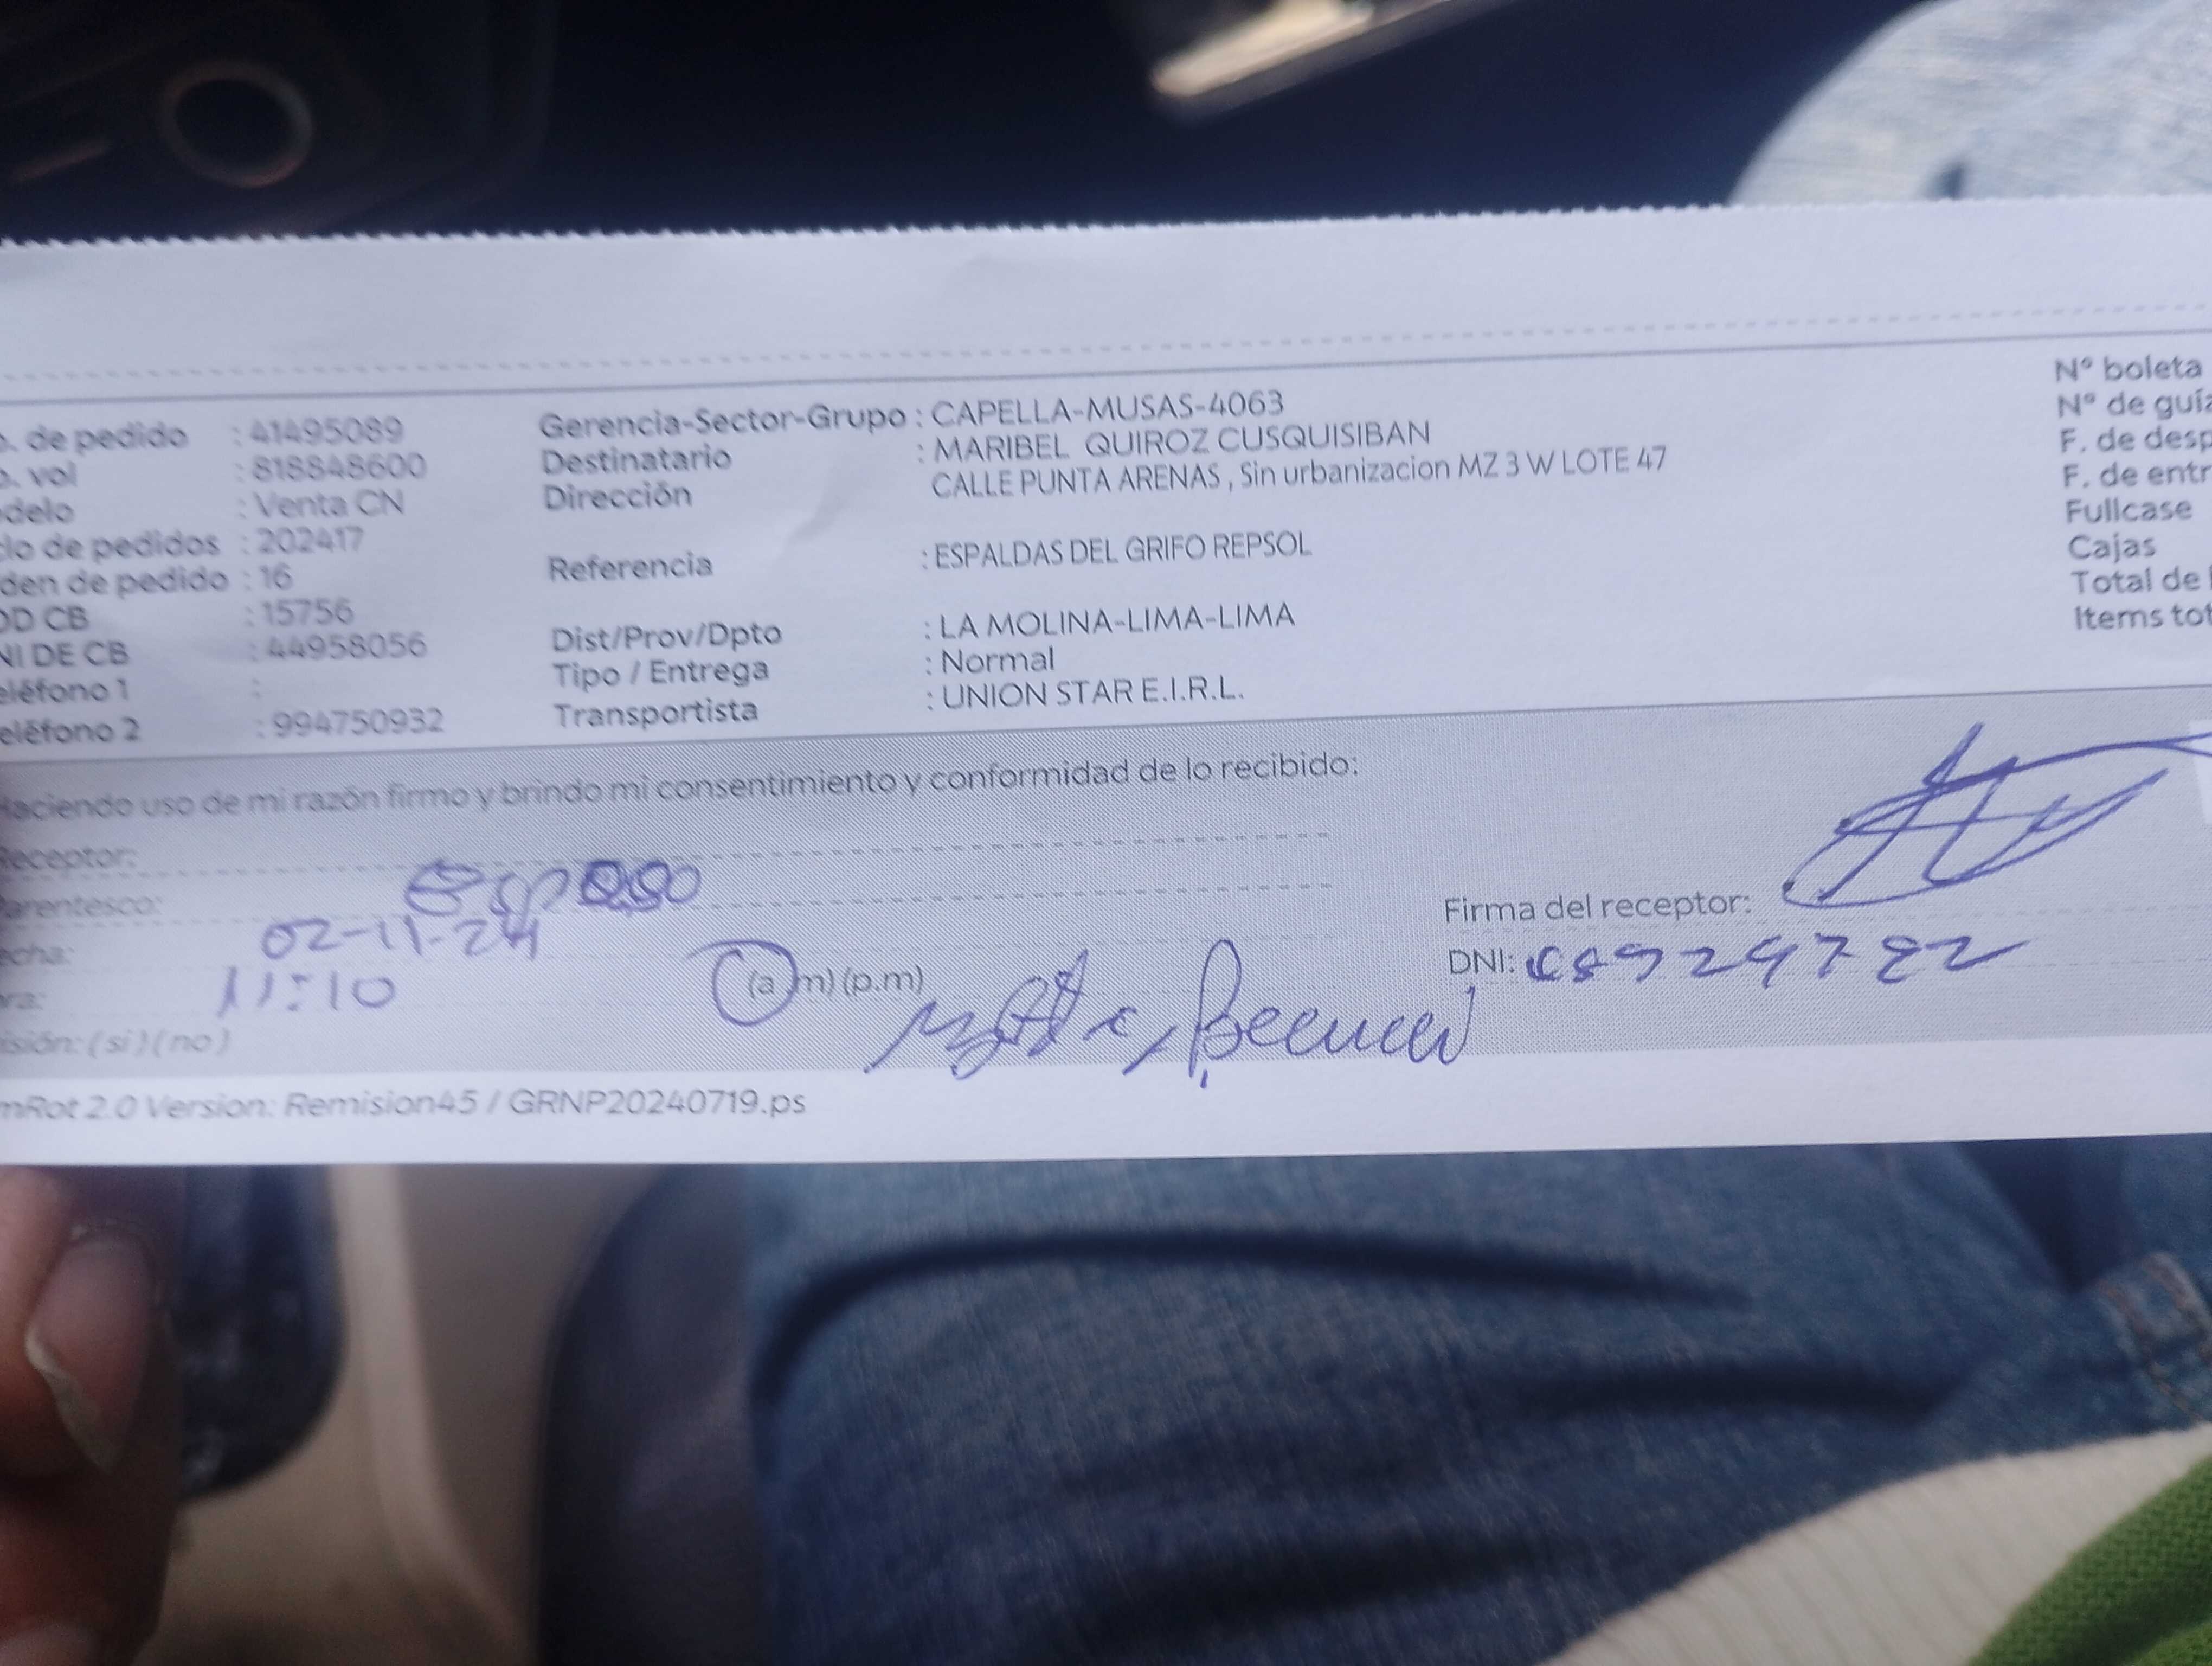 . de pedido : 41495089
. vol : 818848600
delo : Venta CN
lo de pedidos : 202417
den de pedido : 16
OD CB : 15756
NI DE CB : 44958056
eléfono 1 :
eléfono 2 : 994750932
Gerencia-Sector-Grupo : CAPELLA-MUSAS-4063
Destinatario : MARIBEL QUIROZ CUSQUISIBAN
Dirección CALLE PUNTA ARENAS , Sin urbanizacion MZ 3 W LOTE 47
Referencia : ESPALDAS DEL GRIFO REPSOL
Dist/Prov/Dpto : LA MOLINA-LIMA-LIMA
Tipo / Entrega : Normal
Transportista : UNION STAR E.I.R.L.
N° boleta
N° de guía
F. de desp
F. de entr
Fullcase
Cajas
Total de
Items tot
Haciendo uso de mi razón firmo y brindo mi consentimiento y conformidad de lo recibido:
Receptor:
arentesco: Esposo
echa: 02-11-24
ra: 11:10 (a m) (p.m)
isión: ( si ) ( no )
Firma del receptor:
DNI:
mRot 2.0 Version: Remision45 / GRNP20240719.ps